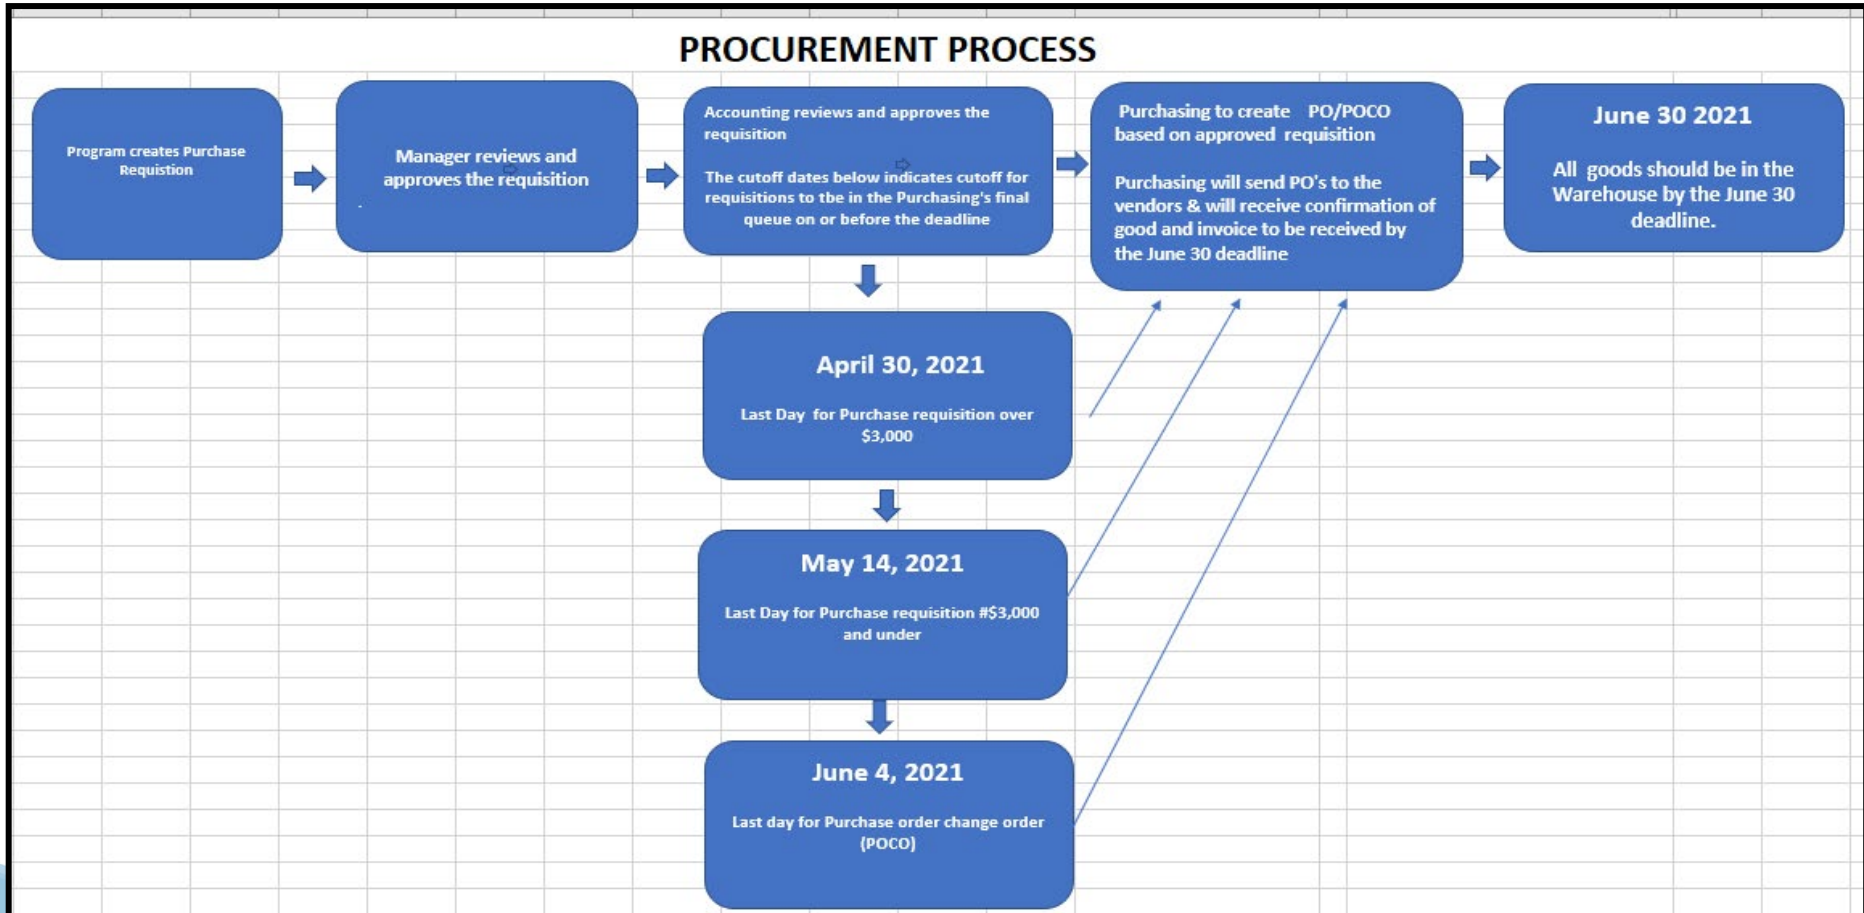 PROCUREMENT PROCESS
Program creates Purchase
Requistion
Manager reviews and
approves the requisition
.
Accounting reviews and approves the
requisition
The cutoff dates below indicates cutoff for
requisitions to tbe in the Purchasing's final
queue on or before the deadline
Purchasing to create PO/POCO
based on approved requisition
Purchasing will send PO's to the
vendors & will receive confirmation of
good and invoice to be received by
the June 30 deadline
June 30 2021
All goods should be in the
Warehouse by the June 30
deadline.
April 30, 2021
Last Day for Purchase requisition over
$3,000
May 14, 2021
Last Day for Purchase requisition #$3,000
and under
June 4, 2021
Last day for Purchase order change order
(POCO)